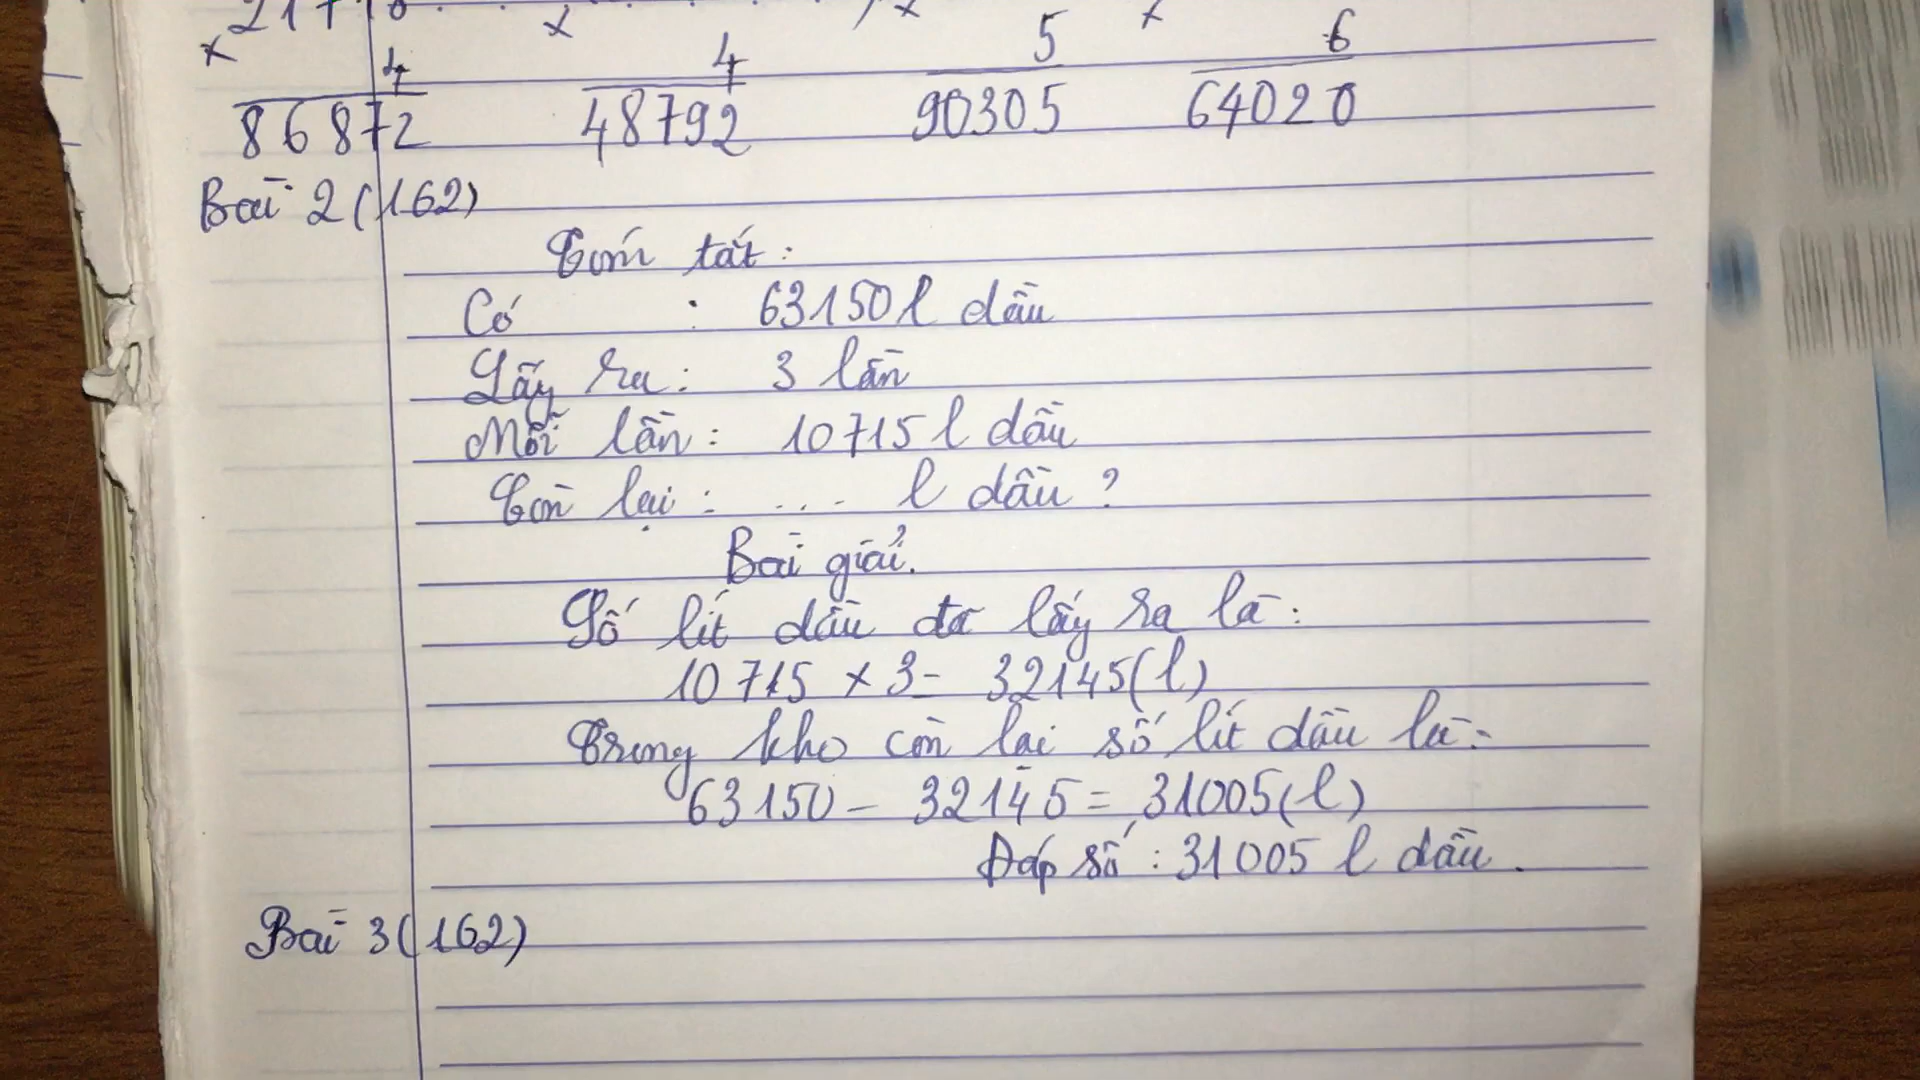 × × × ×
4 4 5 6
86872 48792 90305 64020
Bài 2 (162)
Tóm tắt:
Có : 63150 l dầu
Lấy ra: 3 lần
Mỗi lần: 10715 l dầu
Còn lại: ... l dầu?
Bài giải.
Số lít dầu đã lấy ra là:
10715 × 3 = 32145 (l)
Trong kho còn lại số lít dầu là:
63150 - 32145 = 31005 (l)
Đáp số: 31005 l dầu.
Bài 3 (162)